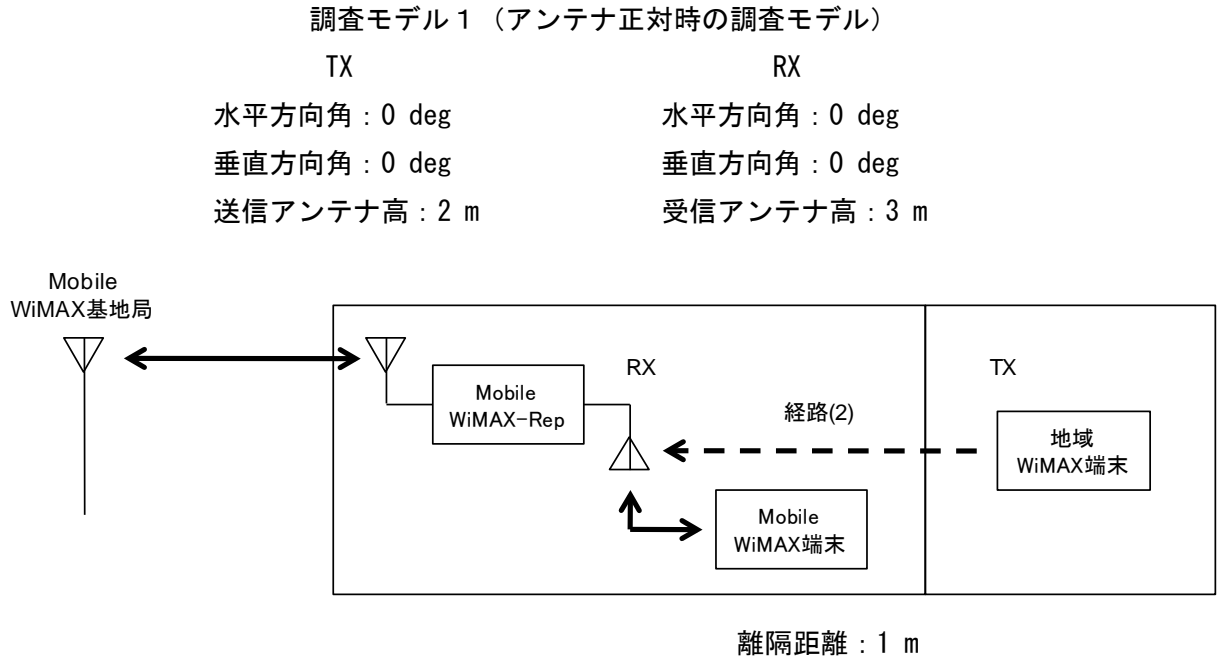 調査モデル１（アンテナ正対時の調査モデル）
TX
RX
水平方向角：0 deg
水平方向角：0 deg
垂直方向角：0 deg
垂直方向角：0 deg
送信アンテナ高：2 m
受信アンテナ高：3 m
Mobile
WiMAX基地局
Mobile
WiMAX-Rep
RX
経路(2)
TX
地域
WiMAX端末
Mobile
WiMAX端末
離隔距離：1 m